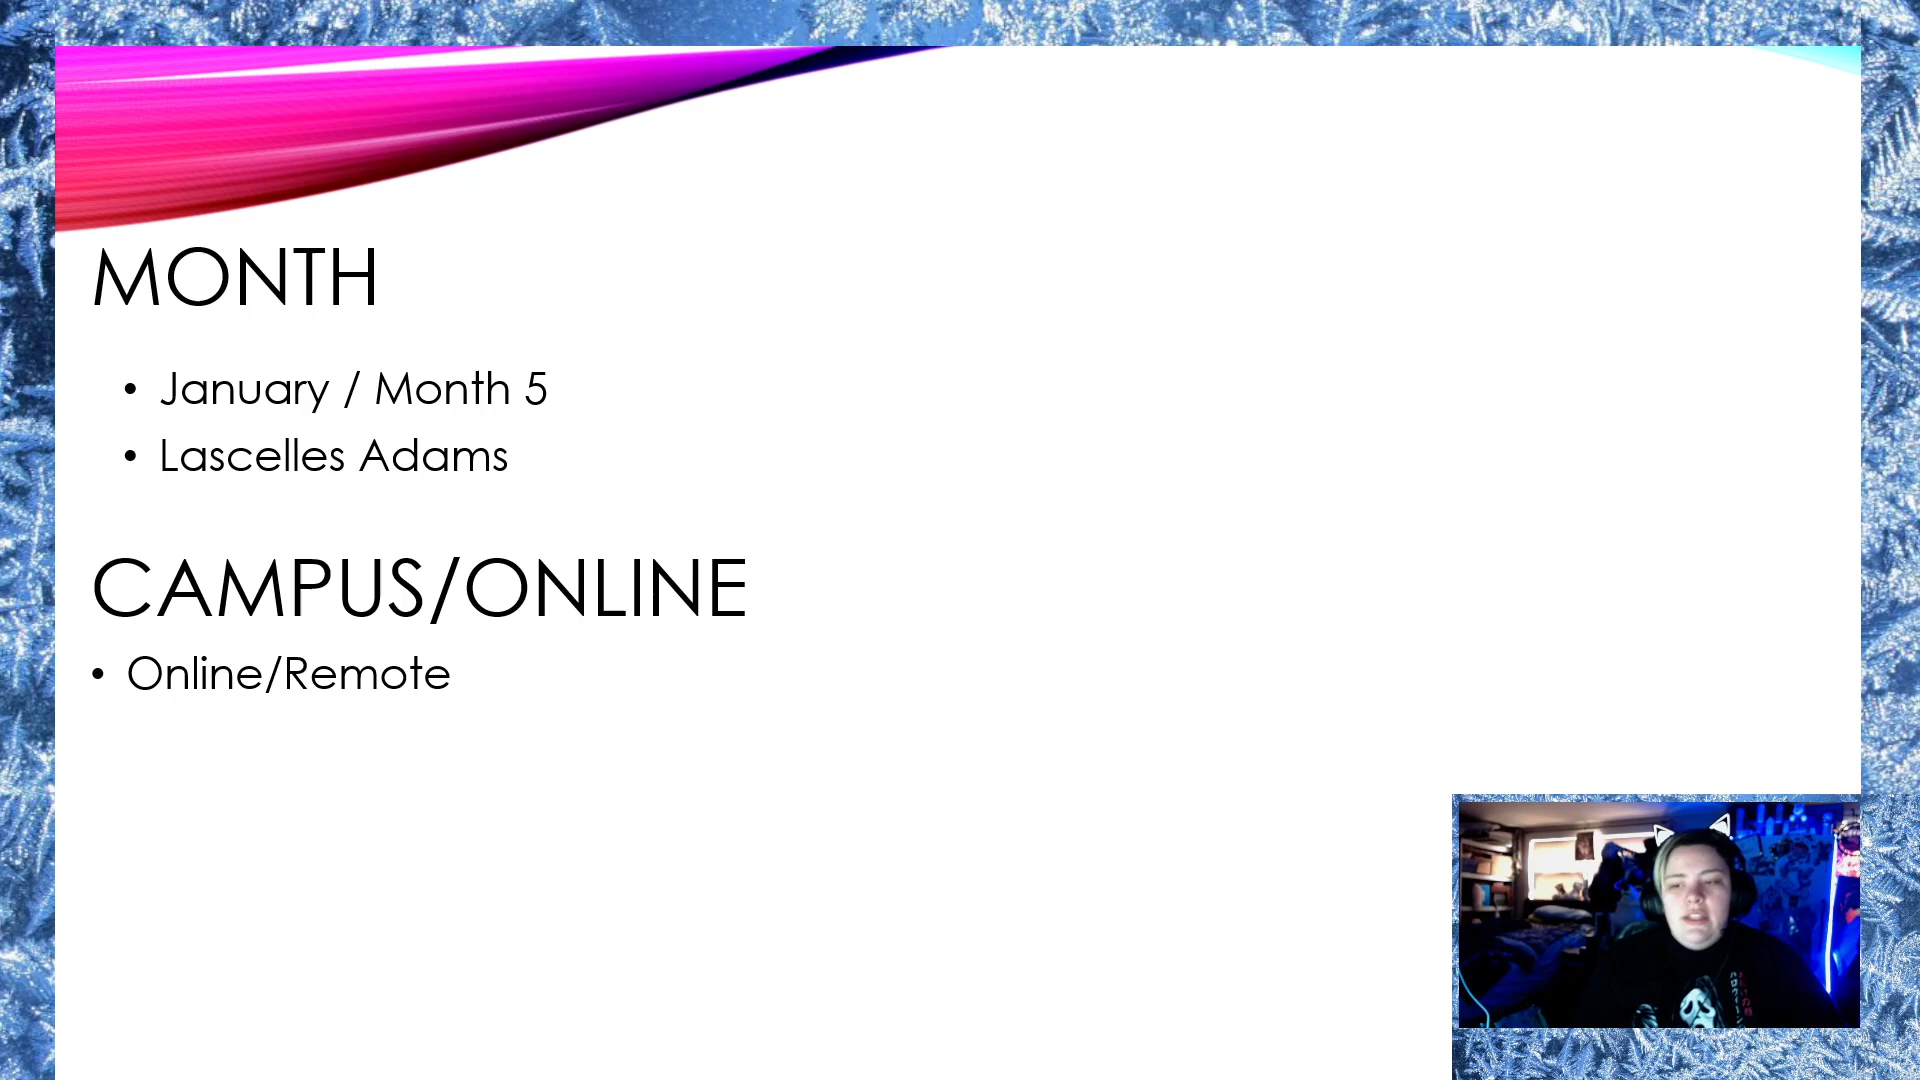 MONTH
• January / Month 5
• Lascelles Adams
CAMPUS/ONLINE
• Online/Remote